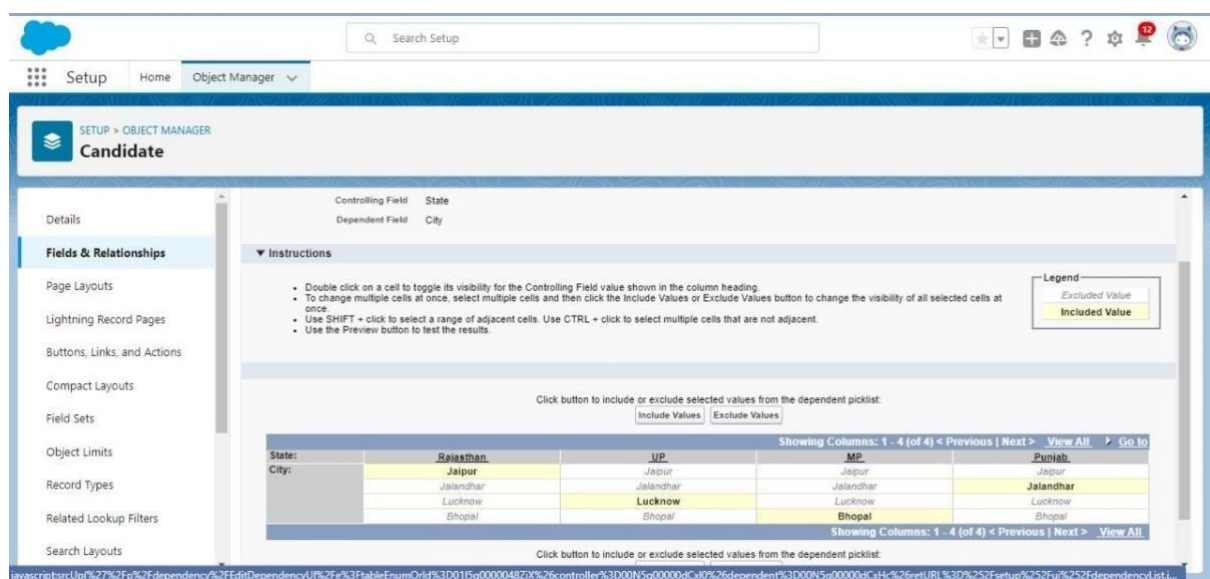 Search Setup
12
Setup Home Object Manager
SETUP > OBJECT MANAGER
Candidate
Details
Fields & Relationships
Page Layouts
Lightning Record Pages
Buttons, Links, and Actions
Compact Layouts
Field Sets
Object Limits
Record Types
Related Lookup Filters
Search Layouts
Controlling Field State
Dependent Field City
Instructions
• Double click on a cell to toggle its visibility for the Controlling Field value shown in the column heading.
• To change multiple cells at once, select multiple cells and then click the Include Values or Exclude Values button to change the visibility of all selected cells at
once.
• Use SHIFT + click to select a range of adjacent cells. Use CTRL + click to select multiple cells that are not adjacent.
• Use the Preview button to test the results.
Legend
Excluded Value
Included Value
Click button to include or exclude selected values from the dependent picklist:
Include Values Exclude Values
Showing Columns: 1 - 4 (of 4) < Previous | Next > View All Go to
State: Rajasthan UP MP Punjab
City: Jaipur Jaipur Jaipur Jaipur
Jalandhar Jalandhar Jalandhar Jalandhar
Lucknow Lucknow Lucknow Lucknow
Bhopal Bhopal Bhopal Bhopal
Showing Columns: 1 - 4 (of 4) < Previous | Next > View All
Click button to include or exclude selected values from the dependent picklist: